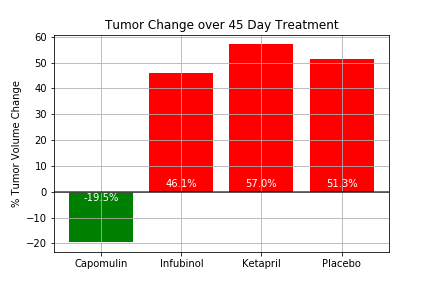 Tumor Change over 45 Day Treatment
% Tumor Volume Change
60
50
40
30
20
10
0
−10
−20
-19.5%
46.1%
57.0%
51.3%
Capomulin
Infubinol
Ketapril
Placebo